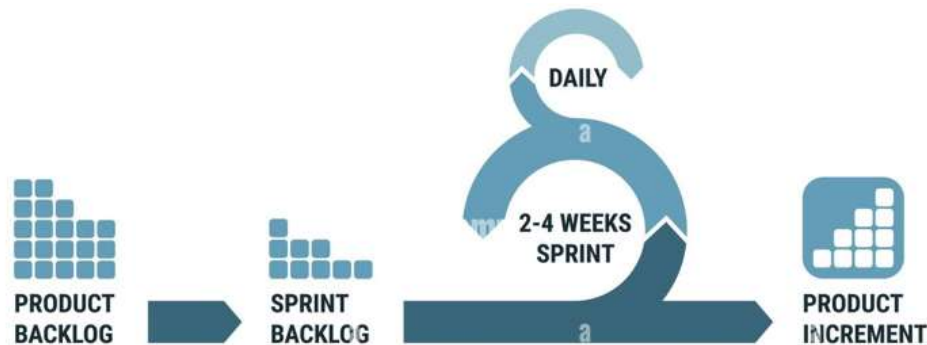 DAILY
2-4 WEEKS
SPRINT
PRODUCT
BACKLOG
SPRINT
BACKLOG
PRODUCT
INCREMENT
a
a